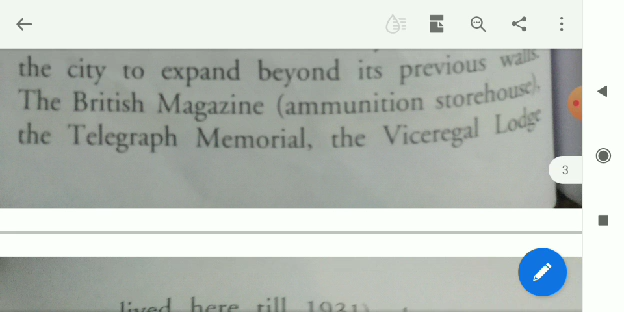 the city to expand beyond its previous walls.
The British Magazine (ammunition storehouse),
the Telegraph Memorial, the Viceregal Lodge
3
lived here till 1931)